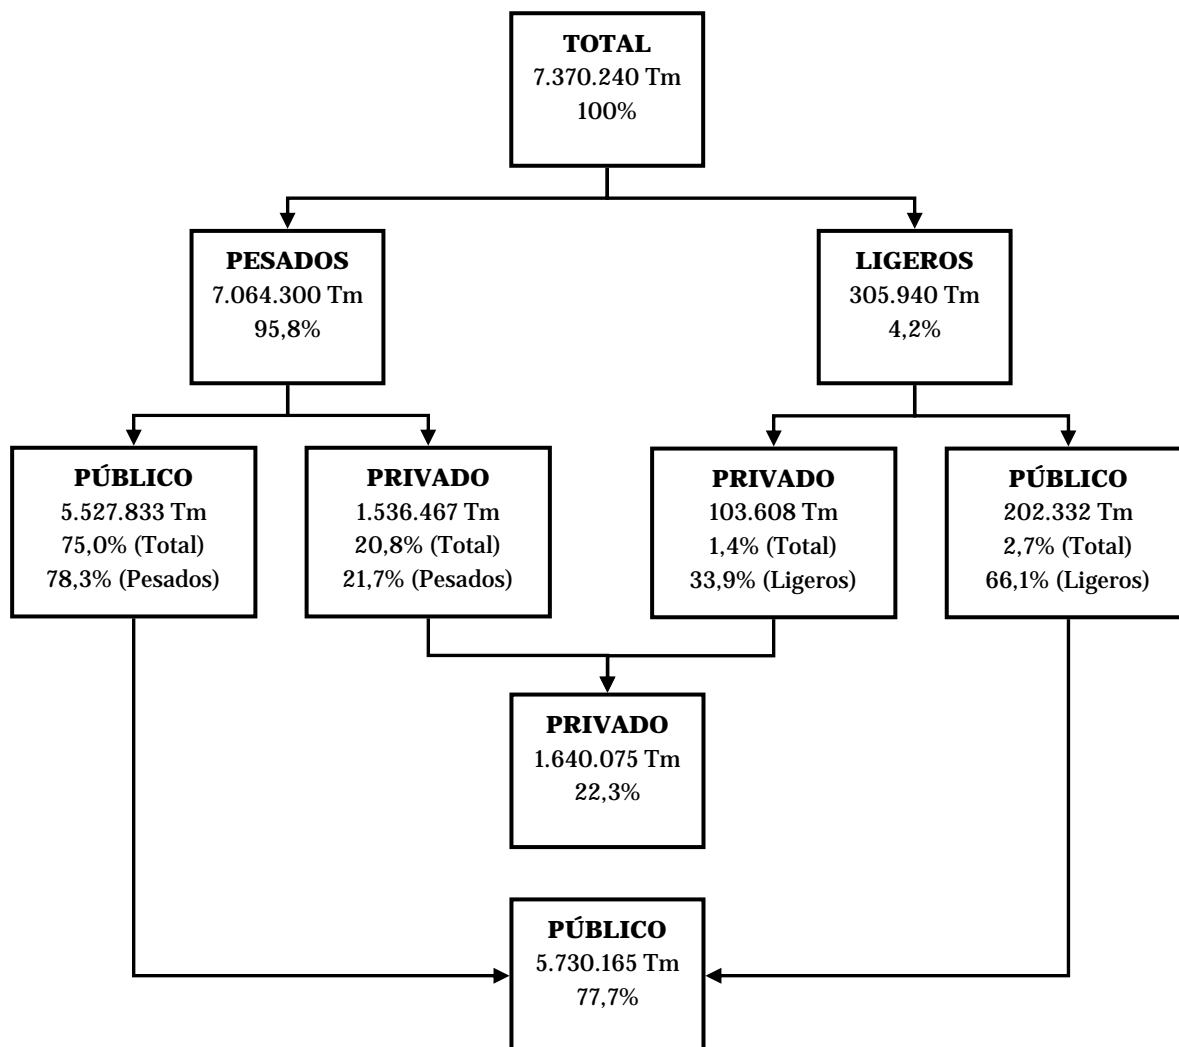 TOTAL
7.370.240 Tm
100%
PESADOS
7.064.300 Tm
95,8%
LIGEROS
305.940 Tm
4,2%
PÚBLICO
5.527.833 Tm
75,0% (Total)
78,3% (Pesados)
PRIVADO
1.536.467 Tm
20,8% (Total)
21,7% (Pesados)
PRIVADO
103.608 Tm
1,4% (Total)
33,9% (Ligeros)
PÚBLICO
202.332 Tm
2,7% (Total)
66,1% (Ligeros)
PRIVADO
1.640.075 Tm
22,3%
PÚBLICO
5.730.165 Tm
77,7%